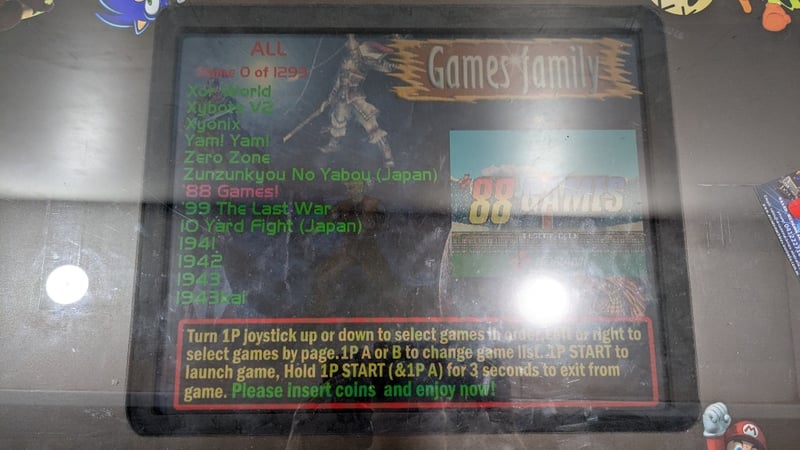 ALL
Game 0 of 1299
Games family
Xor World
Xybots V2
Xyonix
Yam! Yam!
Zero Zone
Zunzunkyou No Yabou (Japan)
'88 Games!
'99 The Last War
10 Yard Fight (Japan)
1941
1942
1943
1943kai
'88 GAMES
Turn 1P joystick up or down to select games in order. Left or right to
select games by page. 1P A or B to change game list. 1P START to
launch game, Hold 1P START (&1P A) for 3 seconds to exit from
game. Please insert coins and enjoy now!